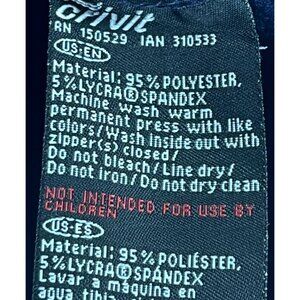 crivit
RN 150529 IAN 310533
US:EN
Material: 95% POLYESTER,
5% LYCRA® SPANDEX
Machine wash warm
permanent press with like
colors/Wash inside out with
zipper(s) closed/
Do not bleach/Line dry/
Do not iron/Do not dry clean
NOT INTENDED FOR USE BY
CHILDREN
US-ES
Material: 95% POLIÉSTER,
5% LYCRA® SPANDEX
Lavar a máquina en
agua tibia